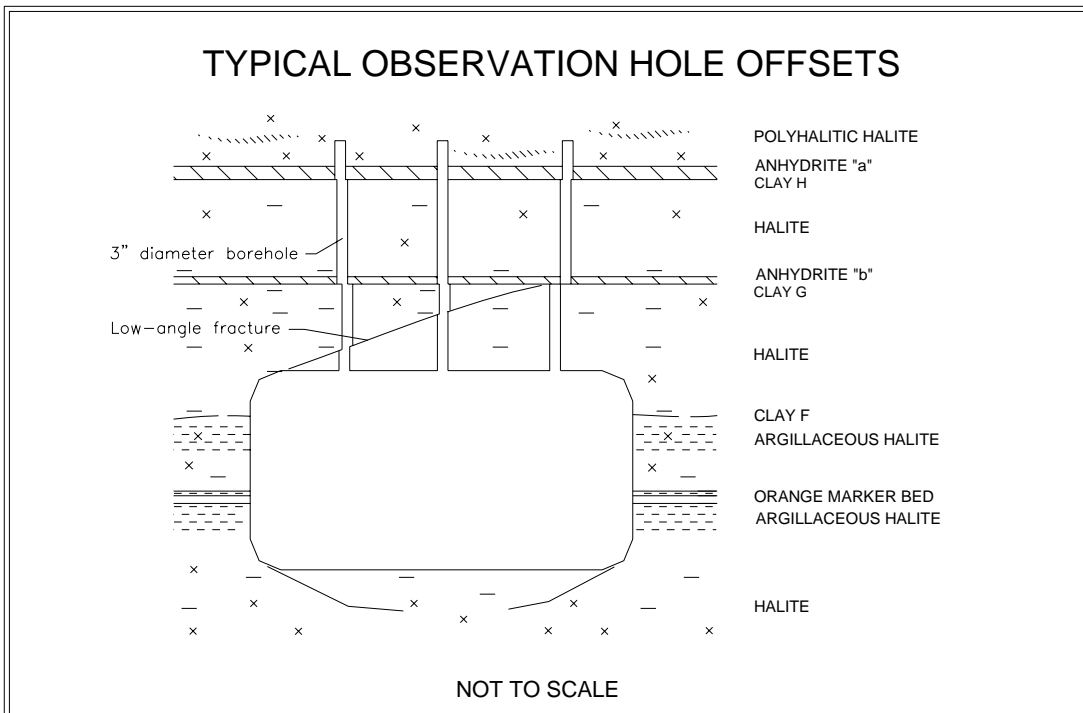 TYPICAL OBSERVATION HOLE OFFSETS
POLYHALITIC HALITE
ANHYDRITE "a"
CLAY H
HALITE
3” diameter borehole
ANHYDRITE "b"
CLAY G
Low-angle fracture
HALITE
CLAY F
ARGILLACEOUS HALITE
ORANGE MARKER BED
ARGILLACEOUS HALITE
HALITE
NOT TO SCALE